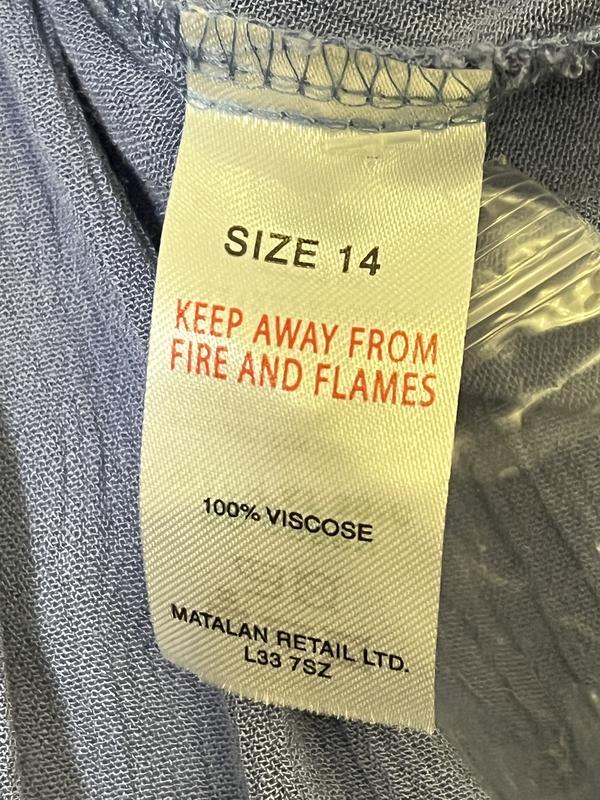 SIZE 14
KEEP AWAY FROM
FIRE AND FLAMES
100% VISCOSE
MATALAN RETAIL LTD.
L33 7SZ